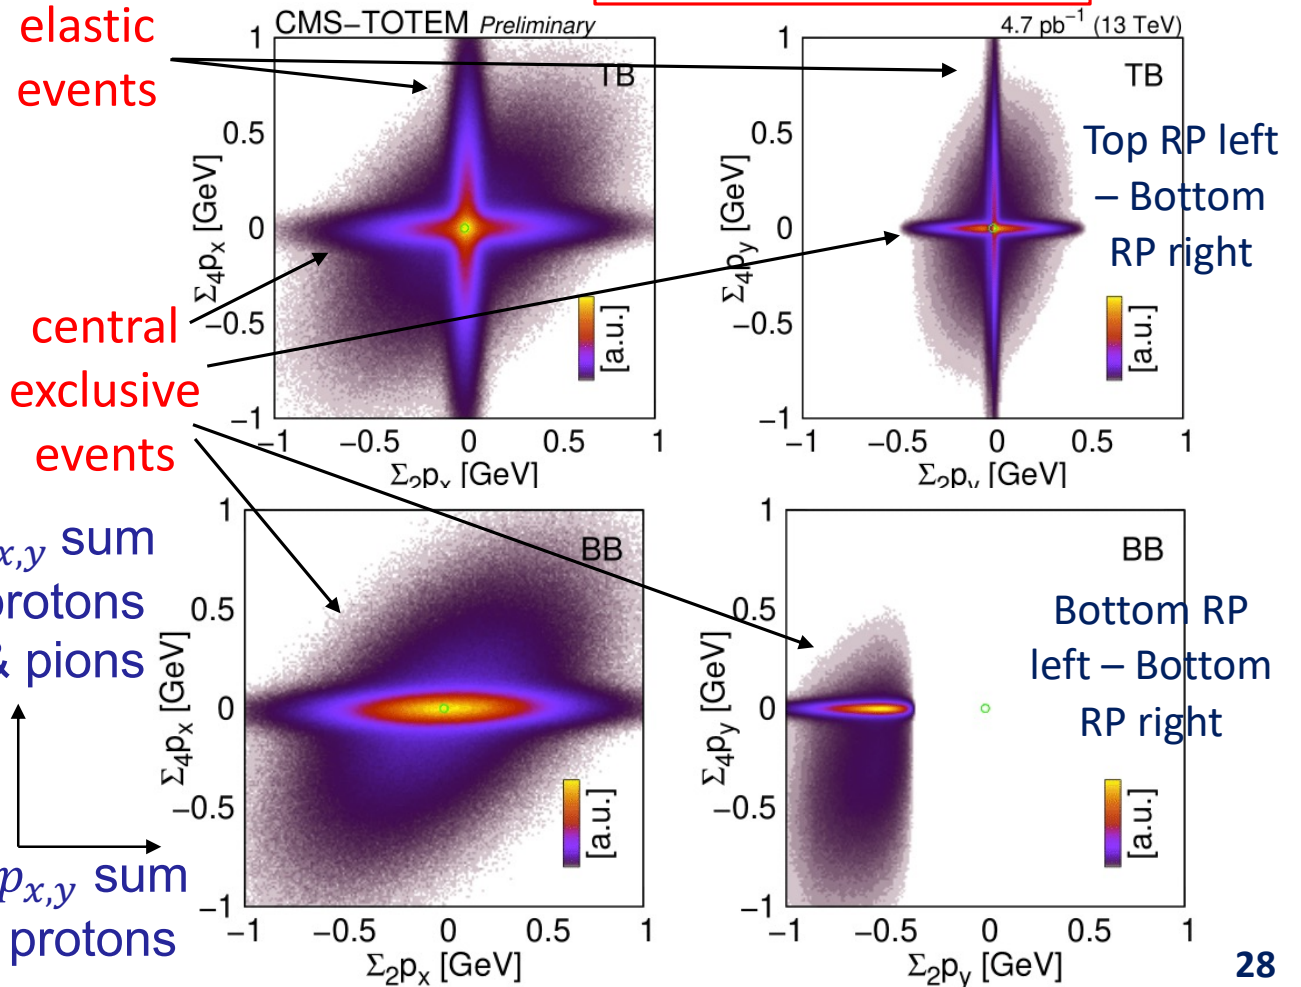 elastic
events
CMS–TOTEM Preliminary
4.7 pb⁻¹ (13 TeV)
1
0.5
0
−0.5
−1
Σ₄pₓ [GeV]
TB
[a.u.]
−1 −0.5 0 0.5 1
Σ₂pₓ [GeV]
1
0.5
0
−0.5
−1
Σ₄p_y [GeV]
TB
[a.u.]
−1 −0.5 0 0.5 1
Σ₂p_y [GeV]
Top RP left
– Bottom
RP right
central
exclusive
events
x,y sum
protons
& pions
p_x,y sum
protons
1
0.5
0
−0.5
−1
Σ₄pₓ [GeV]
BB
[a.u.]
−1 −0.5 0 0.5 1
Σ₂pₓ [GeV]
1
0.5
0
−0.5
−1
Σ₄p_y [GeV]
BB
[a.u.]
−1 −0.5 0 0.5 1
Σ₂p_y [GeV]
Bottom RP
left – Bottom
RP right
28